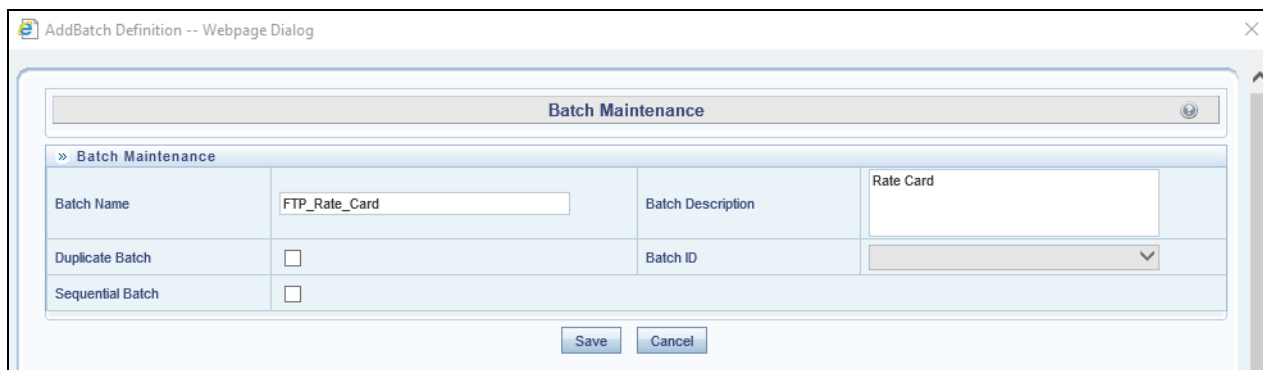 AddBatch Definition -- Webpage Dialog
Batch Maintenance
» Batch Maintenance
Batch Name
FTP_Rate_Card
Batch Description
Rate Card
Duplicate Batch
Batch ID
Sequential Batch
Save
Cancel